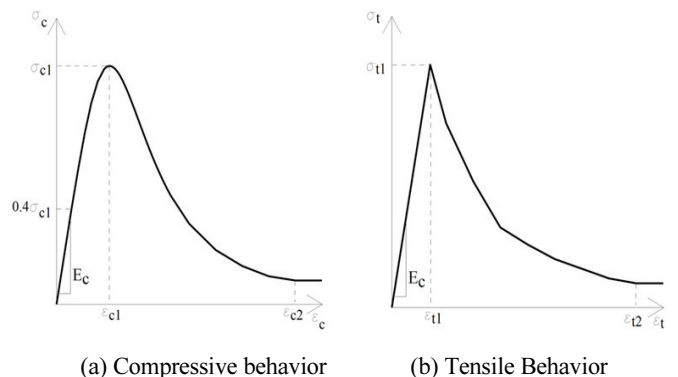 σc
σc1
0.4σc1
Ec
εc1
εc2
εc
(a) Compressive behavior
σt
σt1
Ec
εt1
εt2
εt
(b) Tensile Behavior